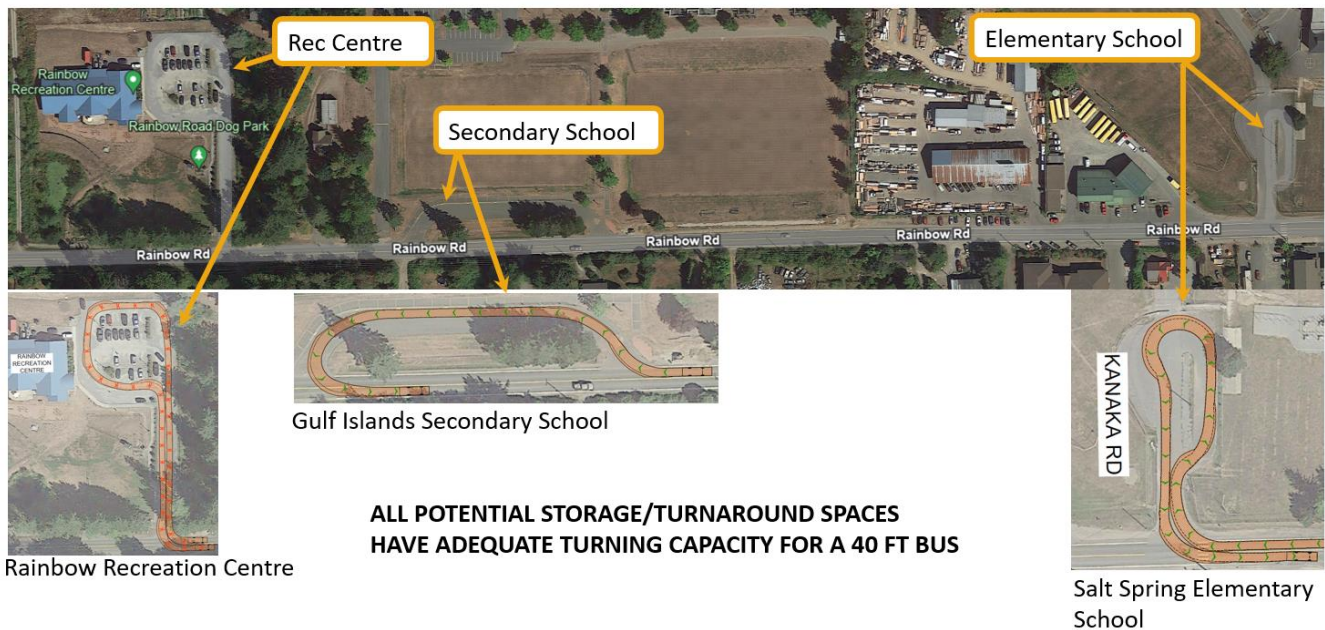 Rec Centre
Elementary School
Secondary School
Rainbow
Recreation Centre
Rainbow Road Dog Park
Rainbow Rd
Rainbow Rd
Rainbow Rd
Rainbow Rd
Rainbow Rd
RAINBOW
RECREATION
CENTRE
KANAKA RD
Gulf Islands Secondary School
ALL POTENTIAL STORAGE/TURNAROUND SPACES
HAVE ADEQUATE TURNING CAPACITY FOR A 40 FT BUS
Rainbow Recreation Centre
Salt Spring Elementary
School